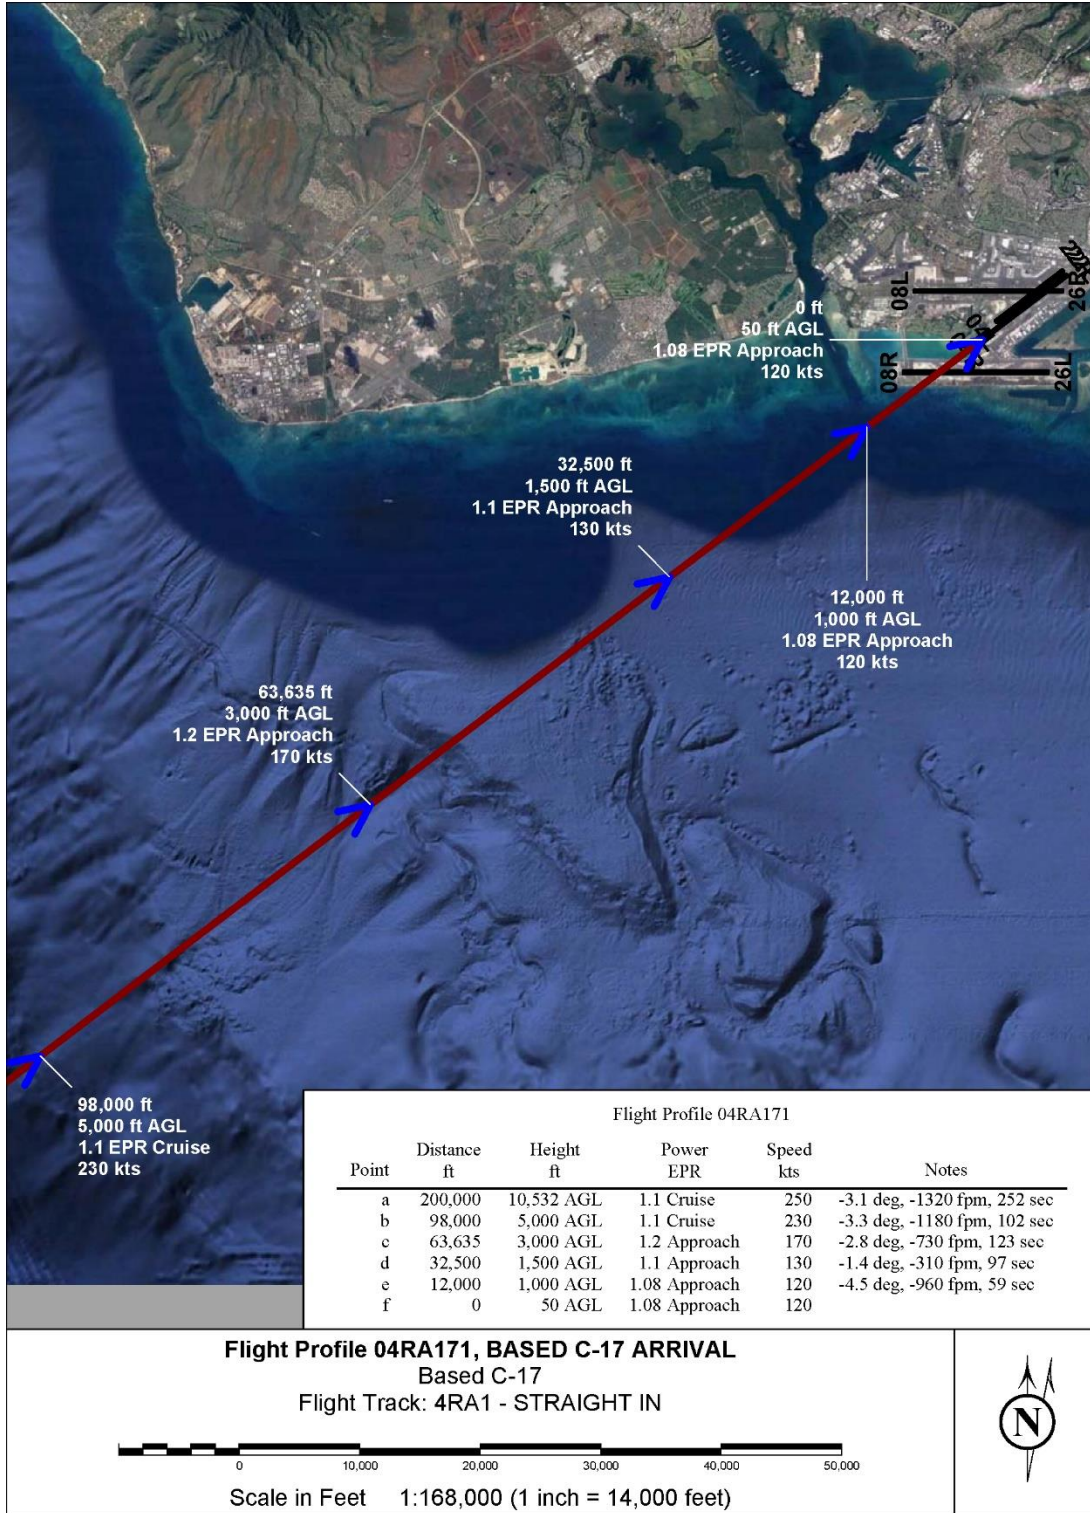 08L
26R
0 ft
50 ft AGL
1.08 EPR Approach
120 kts
08R
26L
32,500 ft
1,500 ft AGL
1.1 EPR Approach
130 kts
12,000 ft
1,000 ft AGL
1.08 EPR Approach
120 kts
63,635 ft
3,000 ft AGL
1.2 EPR Approach
170 kts
98,000 ft
5,000 ft AGL
1.1 EPR Cruise
230 kts
Flight Profile 04RA171
Distance Height Power Speed
Point ft ft EPR kts Notes
a 200,000 10,532 AGL 1.1 Cruise 250 -3.1 deg, -1320 fpm, 252 sec
b 98,000 5,000 AGL 1.1 Cruise 230 -3.3 deg, -1180 fpm, 102 sec
c 63,635 3,000 AGL 1.2 Approach 170 -2.8 deg, -730 fpm, 123 sec
d 32,500 1,500 AGL 1.1 Approach 130 -1.4 deg, -310 fpm, 97 sec
e 12,000 1,000 AGL 1.08 Approach 120 -4.5 deg, -960 fpm, 59 sec
f 0 50 AGL 1.08 Approach 120
Flight Profile 04RA171, BASED C-17 ARRIVAL
Based C-17
Flight Track: 4RA1 - STRAIGHT IN
0 10,000 20,000 30,000 40,000 50,000
Scale in Feet 1:168,000 (1 inch = 14,000 feet)
N